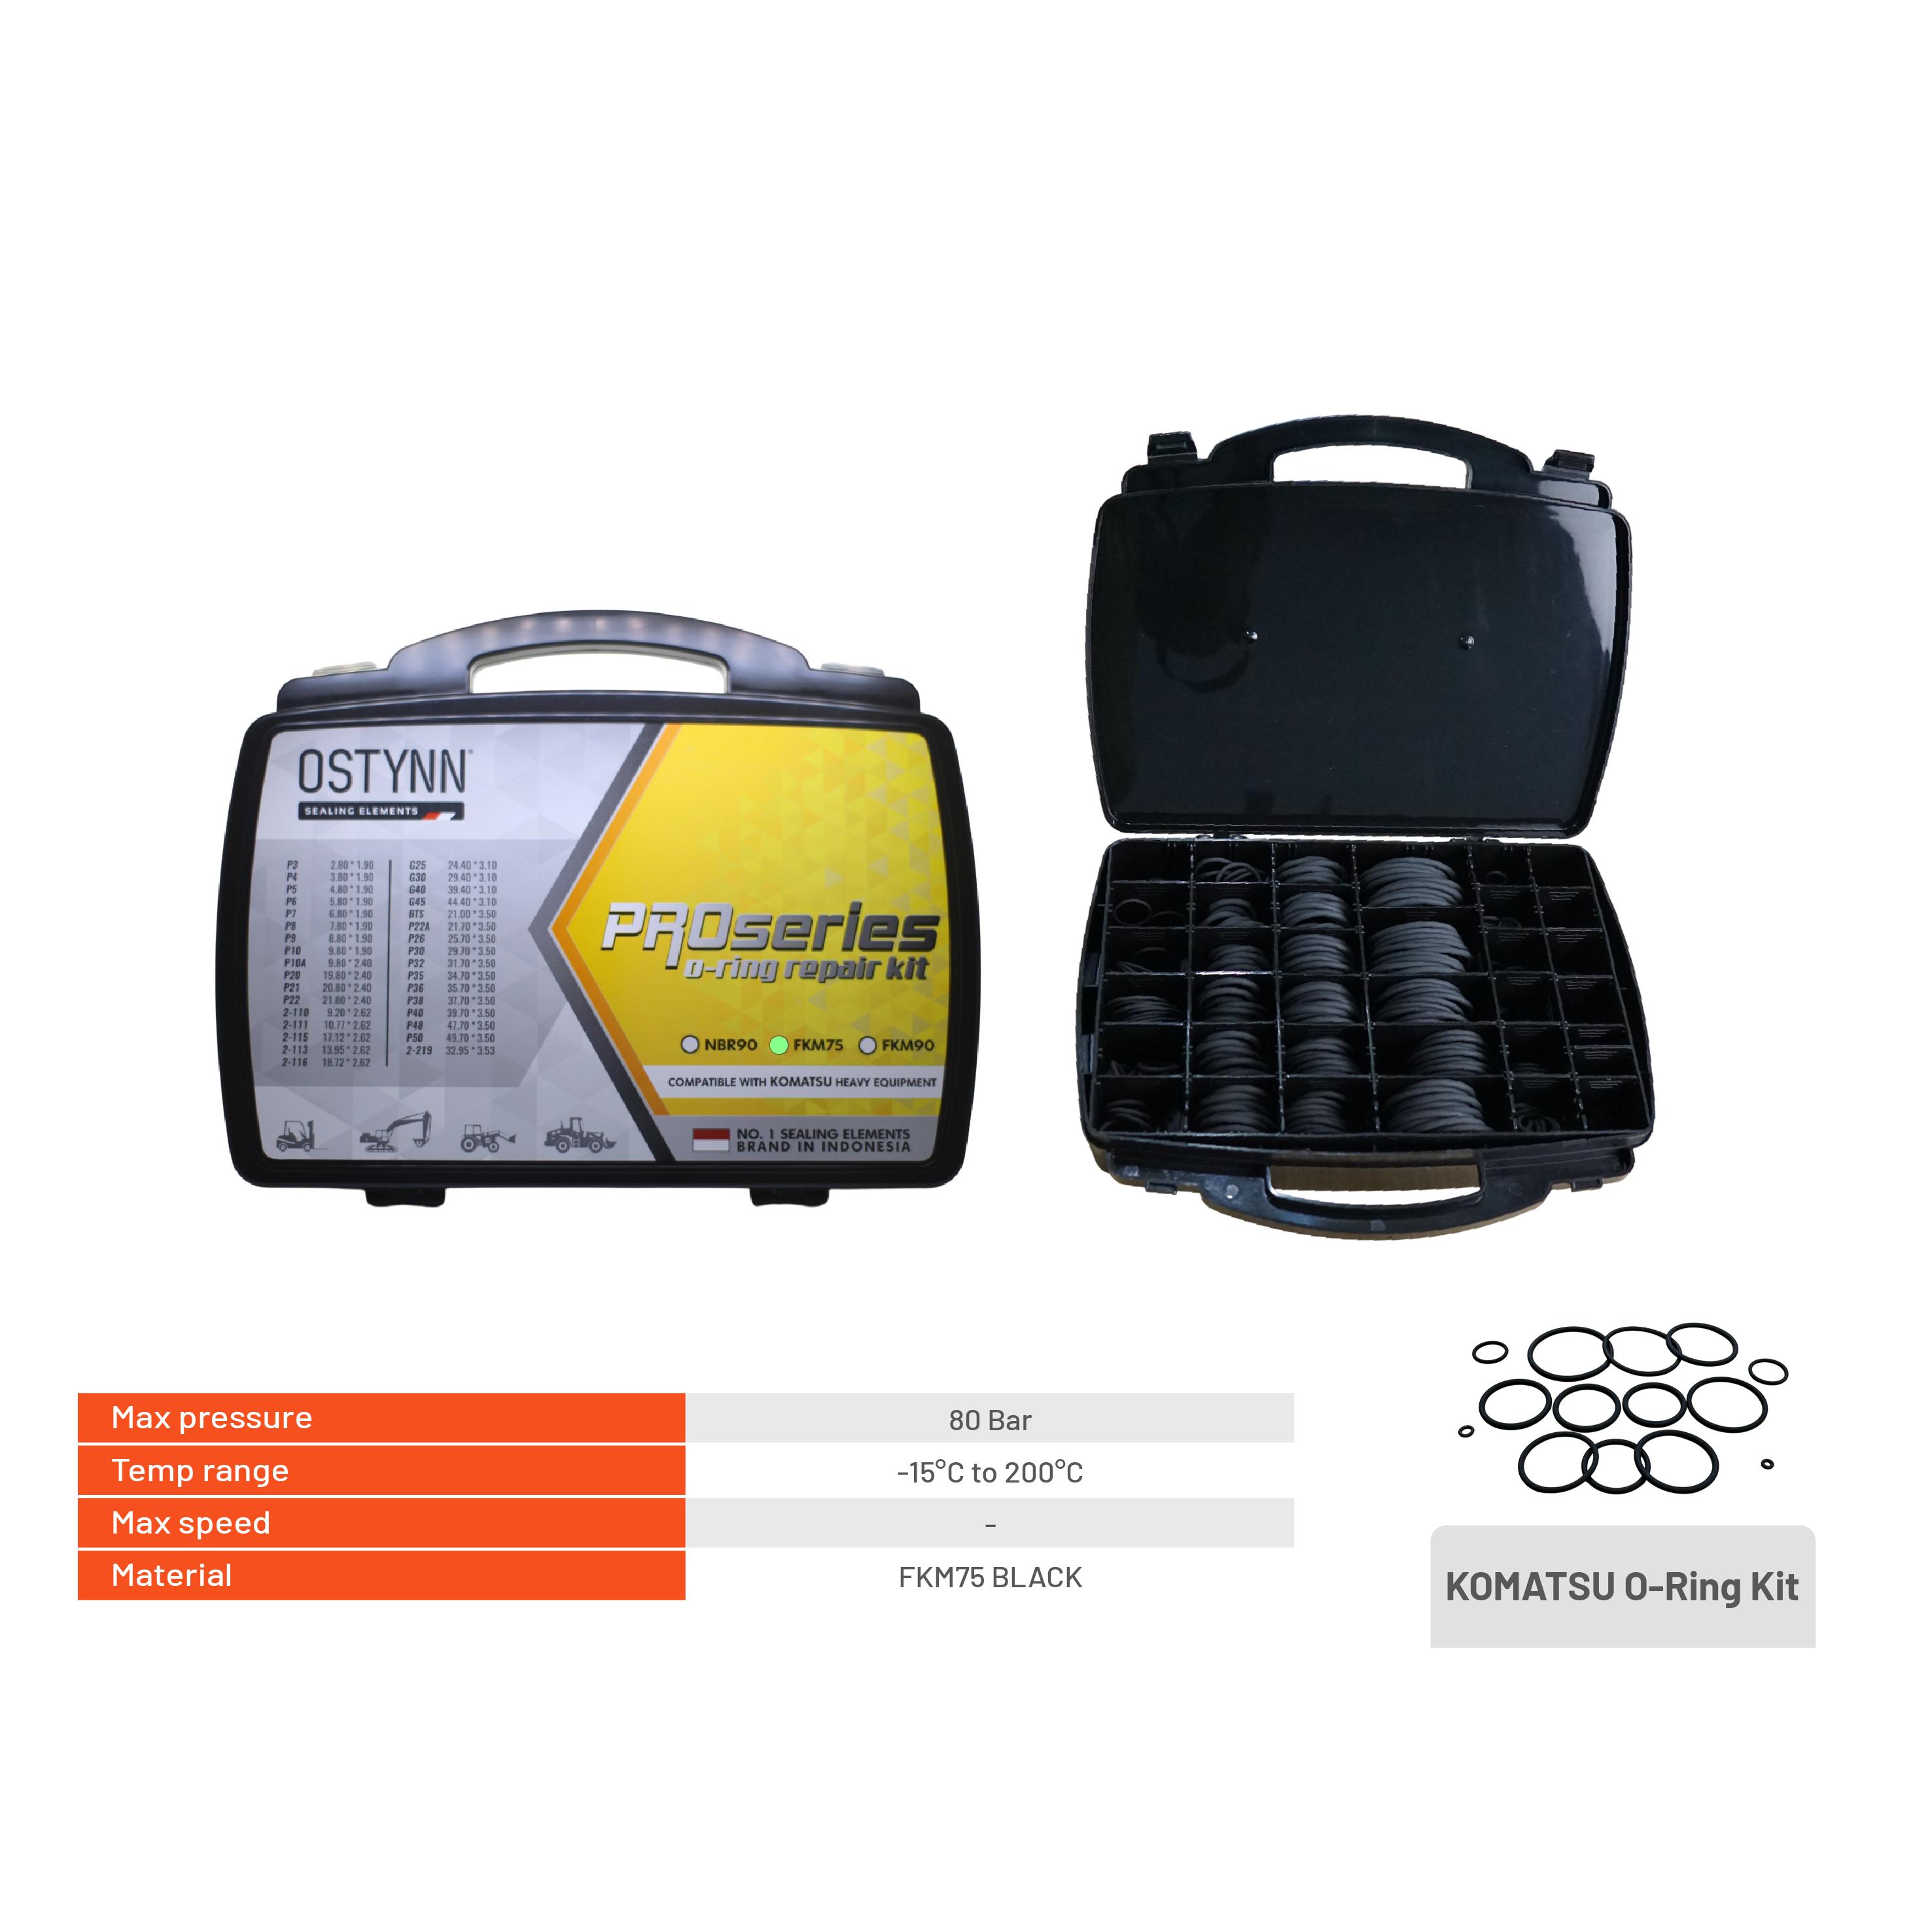 OSTYNN
SEALING ELEMENTS
P3 2.80 * 1.90
P4 3.80 * 1.90
P5 4.80 * 1.90
P6 5.80 * 1.90
P7 6.80 * 1.90
P8 7.80 * 1.90
P9 8.80 * 1.90
P10 9.80 * 1.90
P10A 9.80 * 2.40
P20 19.80 * 2.40
P21 20.80 * 2.40
P22 21.80 * 2.40
2-110 9.20 * 2.62
2-111 10.77 * 2.62
2-115 17.12 * 2.62
2-113 13.95 * 2.62
2-116 18.72 * 2.62
G25 24.40 * 3.10
G30 29.40 * 3.10
G40 39.40 * 3.10
G45 44.40 * 3.10
BTS 21.00 * 3.50
P22A 21.70 * 3.50
P26 25.70 * 3.50
P30 29.70 * 3.50
P32 31.70 * 3.50
P35 34.70 * 3.50
P36 35.70 * 3.50
P38 37.70 * 3.50
P40 39.70 * 3.50
P48 47.70 * 3.50
P50 49.70 * 3.50
2-219 32.95 * 3.53
PROseries
o-ring repair kit
NBR90 FKM75 FKM90
COMPATIBLE WITH KOMATSU HEAVY EQUIPMENT
NO. 1 SEALING ELEMENTS
BRAND IN INDONESIA
Max pressure 80 Bar
Temp range -15°C to 200°C
Max speed -
Material FKM75 BLACK
KOMATSU O-Ring Kit